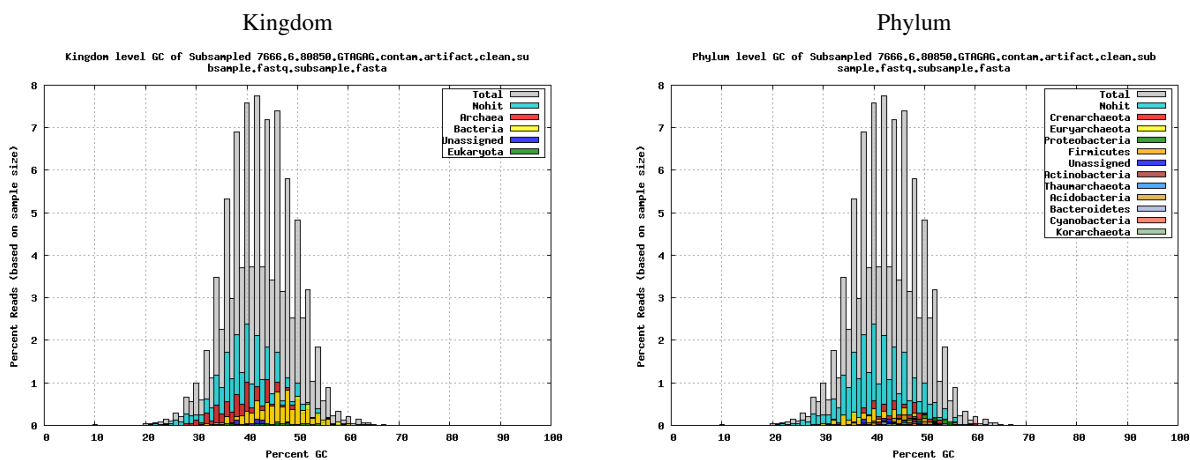 Kingdom
Kingdom level GC of Subsampled 7666.6.80850.GTAGAG.contam.artifact.clean.su
bsample.fastq.subsample.fasta
Percent Reads (based on sample size)
8
7
6
5
4
3
2
1
0
Total
Nohit
Archaea
Bacteria
Unassigned
Eukaryota
0 10 20 30 40 50 60 70 80 90 100
Percent GC
Phylum
Phylum level GC of Subsampled 7666.6.80850.GTAGAG.contam.artifact.clean.sub
sample.fastq.subsample.fasta
Percent Reads (based on sample size)
8
7
6
5
4
3
2
1
0
Total
Nohit
Crenarchaeota
Euryarchaeota
Proteobacteria
Firmicutes
Unassigned
Actinobacteria
Thaumarchaeota
Acidobacteria
Bacteroidetes
Cyanobacteria
Korarchaeota
0 10 20 30 40 50 60 70 80 90 100
Percent GC